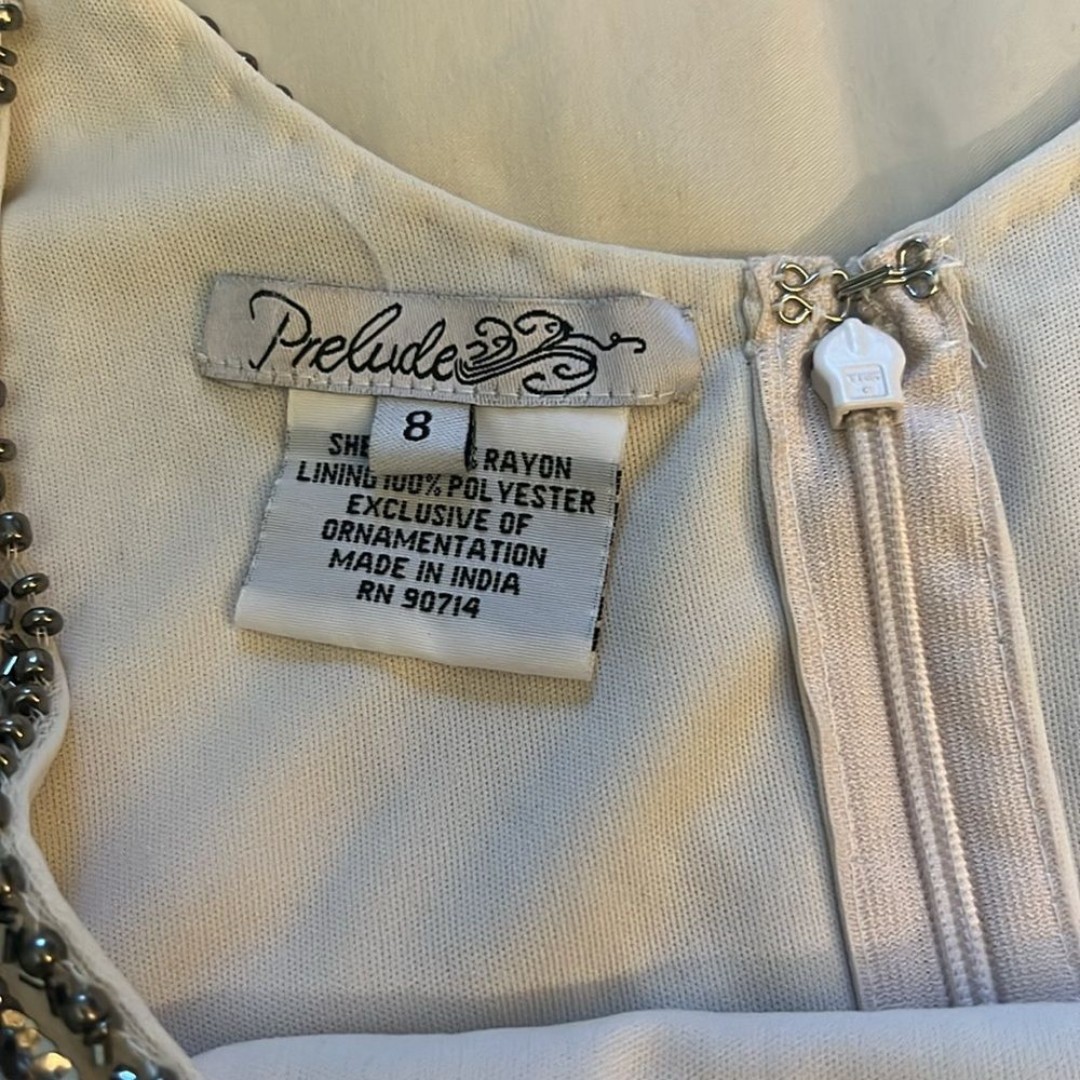 Prelude
8
RAYON
LINING 100% POLYESTER
EXCLUSIVE OF
ORNAMENTATION
MADE IN INDIA
RN 90714